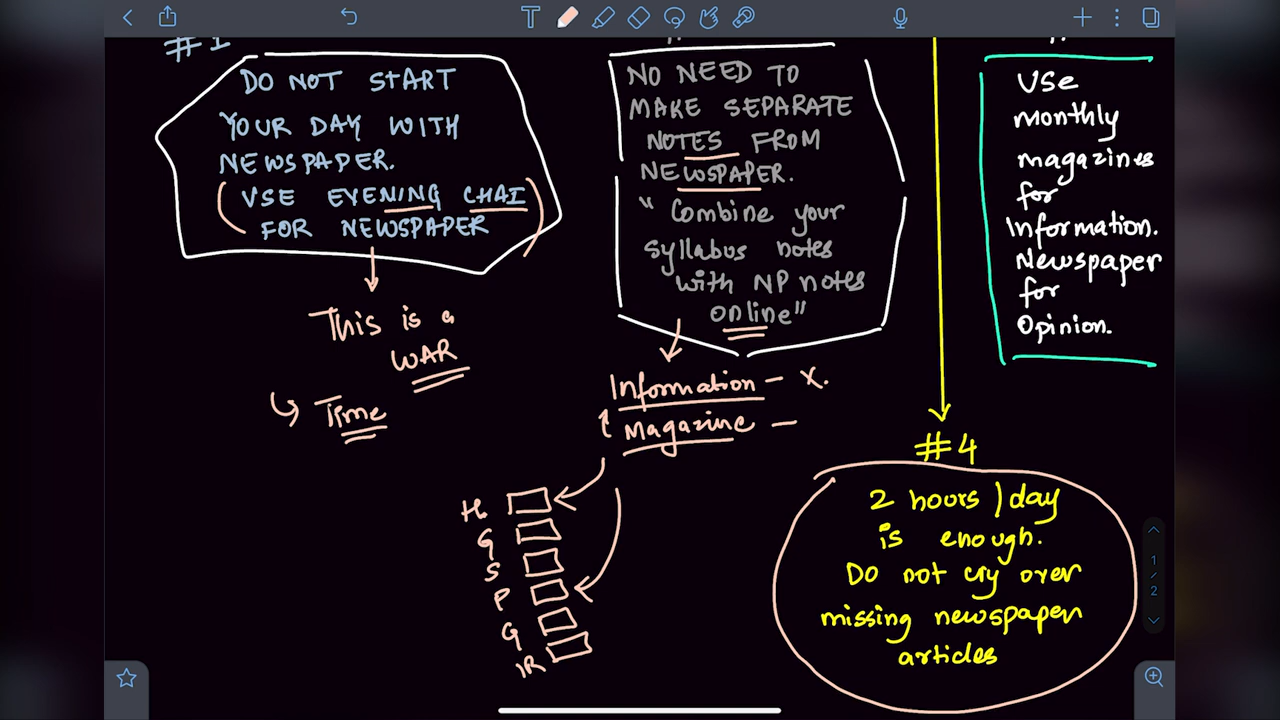 #1
DO NOT START
YOUR DAY WITH
NEWSPAPER.
(USE EVENING CHAI)
FOR NEWSPAPER
This is a
WAR
Time
NO NEED TO
MAKE SEPARATE
NOTES FROM
NEWSPAPER.
"Combine your
syllabus notes
with NP notes
online"
Information - X.
Magazine -
H
G
S
P
G
IR
#4
2 hours / day
is enough.
Do not cry over
missing newspaper
articles
Use
monthly
magazines
for
Information.
Newspaper
for
Opinion.
1
/
2